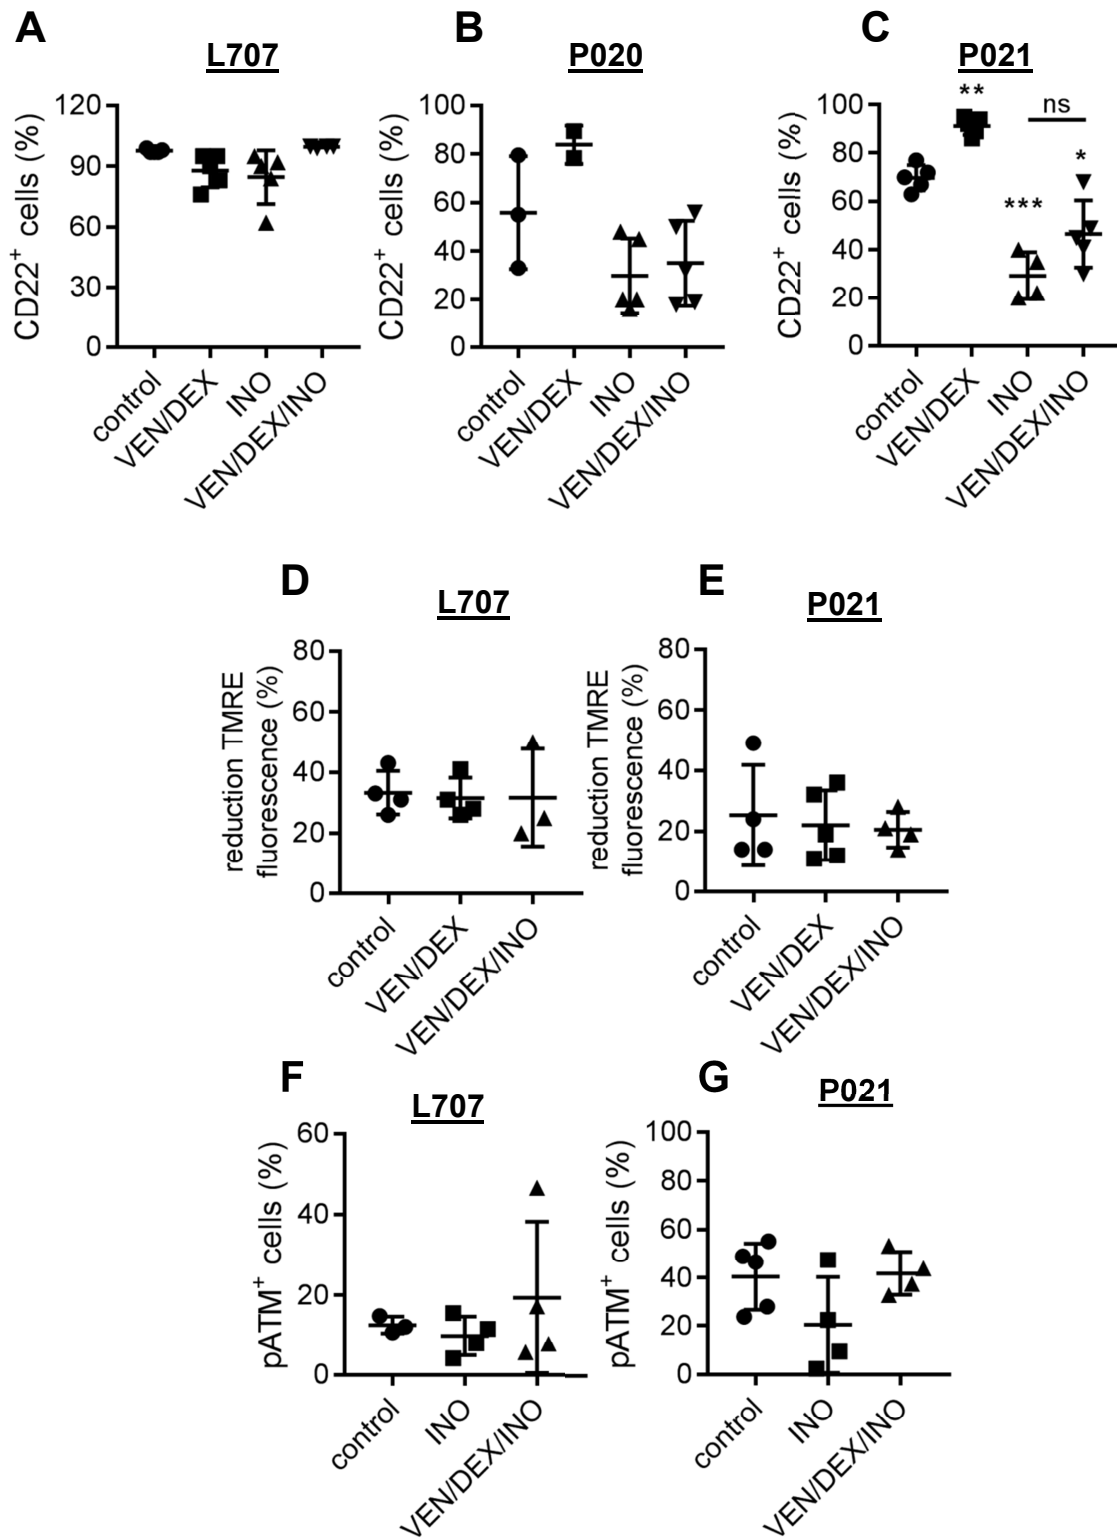 A
L707
CD22+ cells (%)
120
90
60
30
0
control
VEN/DEX
INO
VEN/DEX/INO
B
P020
CD22+ cells (%)
100
80
60
40
20
0
control
VEN/DEX
INO
VEN/DEX/INO
C
P021
CD22+ cells (%)
100
80
60
40
20
0
**
***
ns
*
control
VEN/DEX
INO
VEN/DEX/INO
D
L707
reduction TMRE
fluorescence (%)
80
60
40
20
0
control
VEN/DEX
VEN/DEX/INO
E
P021
reduction TMRE
fluorescence (%)
80
60
40
20
0
control
VEN/DEX
VEN/DEX/INO
F
L707
pATM+ cells (%)
60
40
20
0
control
INO
VEN/DEX/INO
G
P021
pATM+ cells (%)
100
80
60
40
20
0
control
INO
VEN/DEX/INO